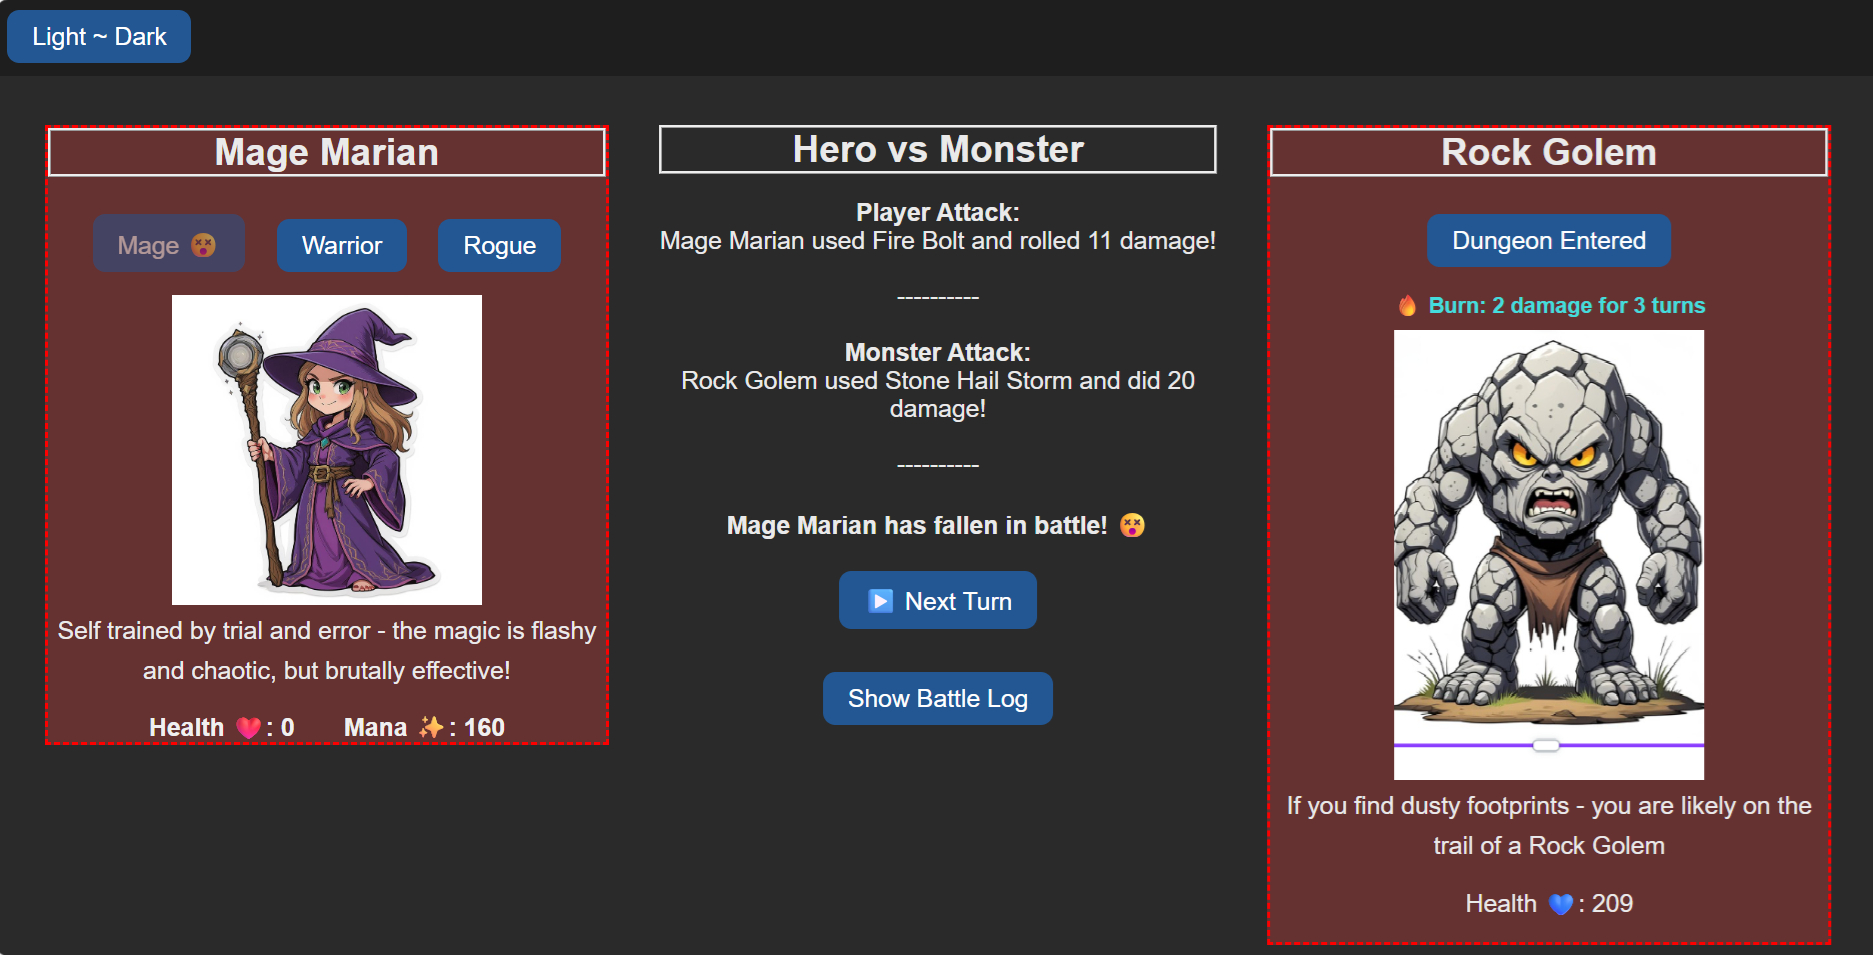 Light ~ Dark
Mage Marian
Mage 😵
Warrior
Rogue
Self trained by trial and error - the magic is flashy
and chaotic, but brutally effective!
Health ❤️: 0
Mana ✨: 160
Hero vs Monster
Player Attack:
Mage Marian used Fire Bolt and rolled 11 damage!
----------
Monster Attack:
Rock Golem used Stone Hail Storm and did 20
damage!
----------
Mage Marian has fallen in battle! 😵
▶️ Next Turn
Show Battle Log
Rock Golem
Dungeon Entered
🔥 Burn: 2 damage for 3 turns
If you find dusty footprints - you are likely on the
trail of a Rock Golem
Health 💙: 209